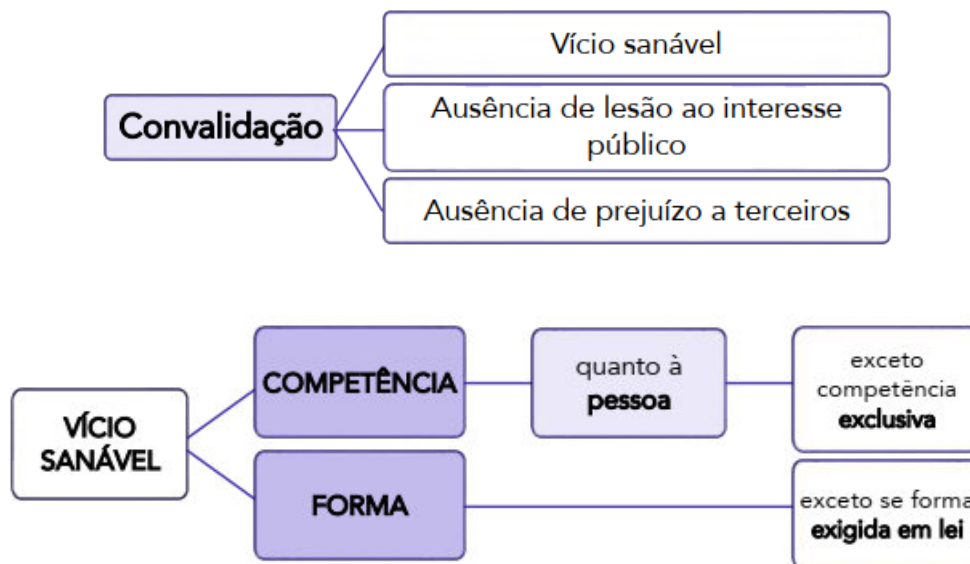 Convalidação
Vício sanável
Ausência de lesão ao interesse
público
Ausência de prejuízo a terceiros
VÍCIO
SANÁVEL
COMPETÊNCIA
quanto à
pessoa
exceto
competência
exclusiva
FORMA
exceto se forma
exigida em lei